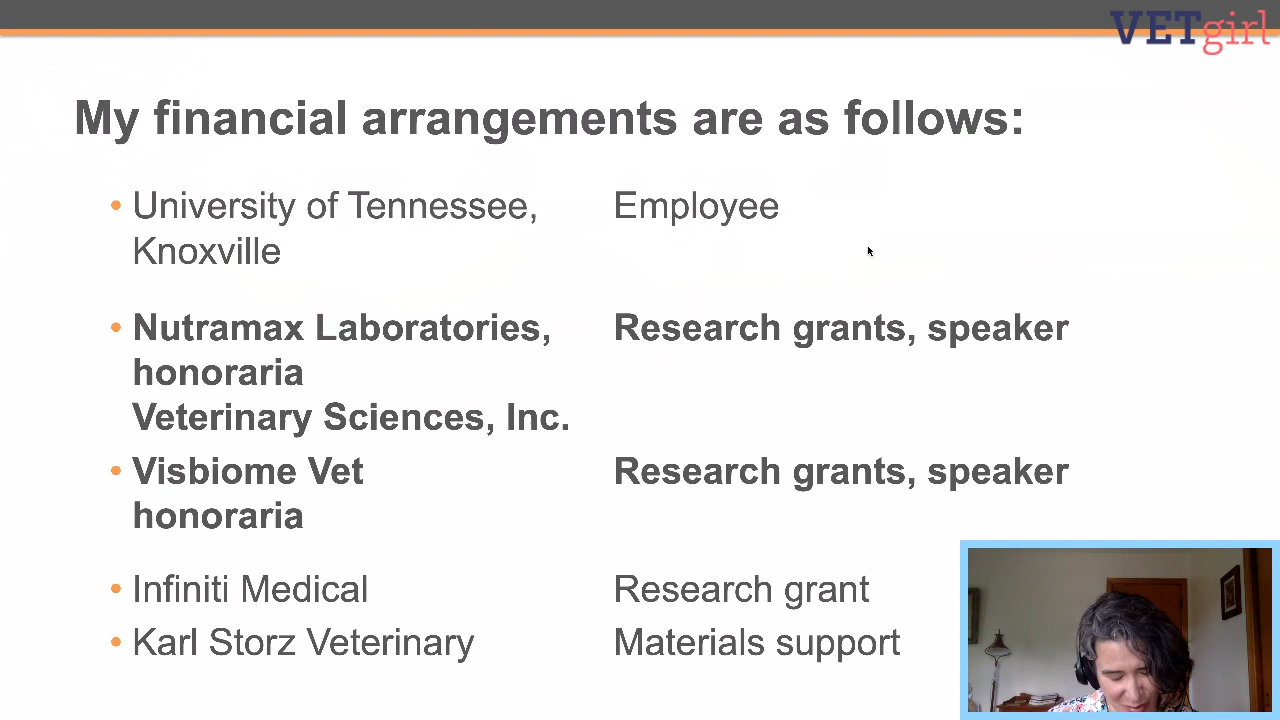 VETgirl
My financial arrangements are as follows:
• University of Tennessee, Employee
Knoxville
• Nutramax Laboratories, Research grants, speaker
honoraria
Veterinary Sciences, Inc.
• Visbiome Vet Research grants, speaker
honoraria
• Infiniti Medical Research grant
• Karl Storz Veterinary Materials support